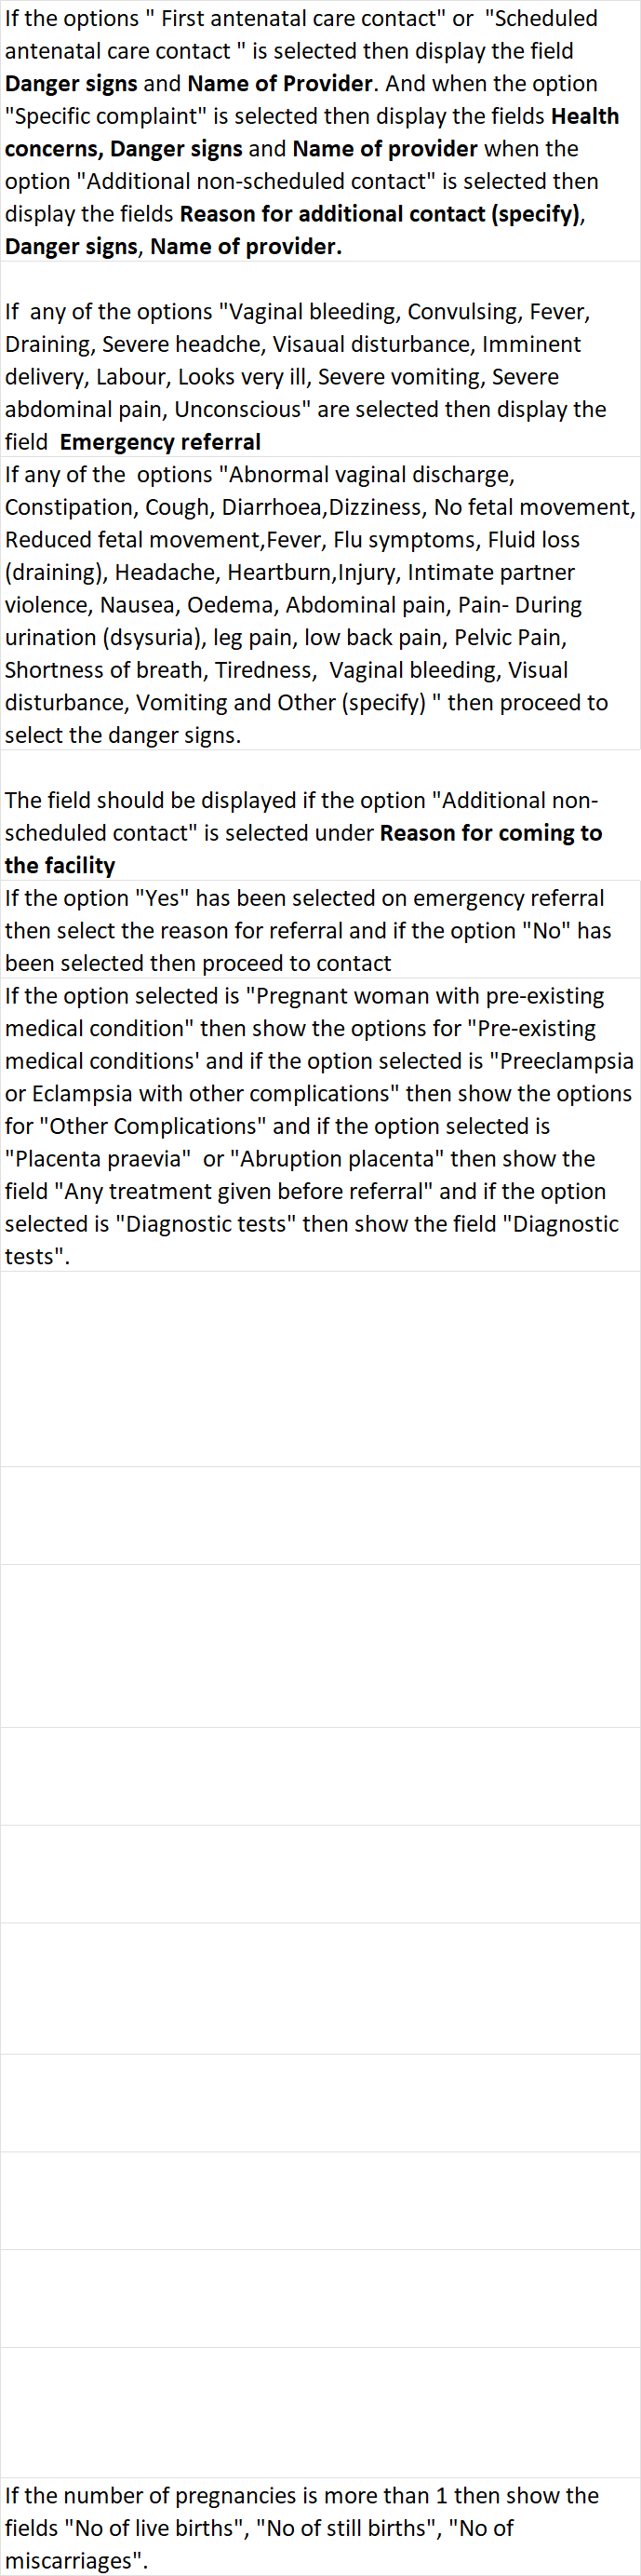 If the options " First antenatal care contact" or  "Scheduled
antenatal care contact " is selected then display the field
Danger signs and Name of Provider. And when the option
"Specific complaint" is selected then display the fields Health
concerns, Danger signs and Name of provider when the
option "Additional non-scheduled contact" is selected then
display the fields Reason for additional contact (specify),
Danger signs, Name of provider.
If  any of the options "Vaginal bleeding, Convulsing, Fever,
Draining, Severe headche, Visaual disturbance, Imminent
delivery, Labour, Looks very ill, Severe vomiting, Severe
abdominal pain, Unconscious" are selected then display the
field  Emergency referral
If any of the  options "Abnormal vaginal discharge,
Constipation, Cough, Diarrhoea,Dizziness, No fetal movement,
Reduced fetal movement,Fever, Flu symptoms, Fluid loss
(draining), Headache, Heartburn,Injury, Intimate partner
violence, Nausea, Oedema, Abdominal pain, Pain- During
urination (dsysuria), leg pain, low back pain, Pelvic Pain,
Shortness of breath, Tiredness,  Vaginal bleeding, Visual
disturbance, Vomiting and Other (specify) " then proceed to
select the danger signs.
The field should be displayed if the option "Additional non-
scheduled contact" is selected under Reason for coming to
the facility
If the option "Yes" has been selected on emergency referral
then select the reason for referral and if the option "No" has
been selected then proceed to contact
If the option selected is "Pregnant woman with pre-existing
medical condition" then show the options for "Pre-existing
medical conditions' and if the option selected is "Preeclampsia
or Eclampsia with other complications" then show the options
for "Other Complications" and if the option selected is
"Placenta praevia"  or "Abruption placenta" then show the
field "Any treatment given before referral" and if the option
selected is "Diagnostic tests" then show the field "Diagnostic
tests".
If the number of pregnancies is more than 1 then show the
fields "No of live births", "No of still births", "No of
miscarriages".